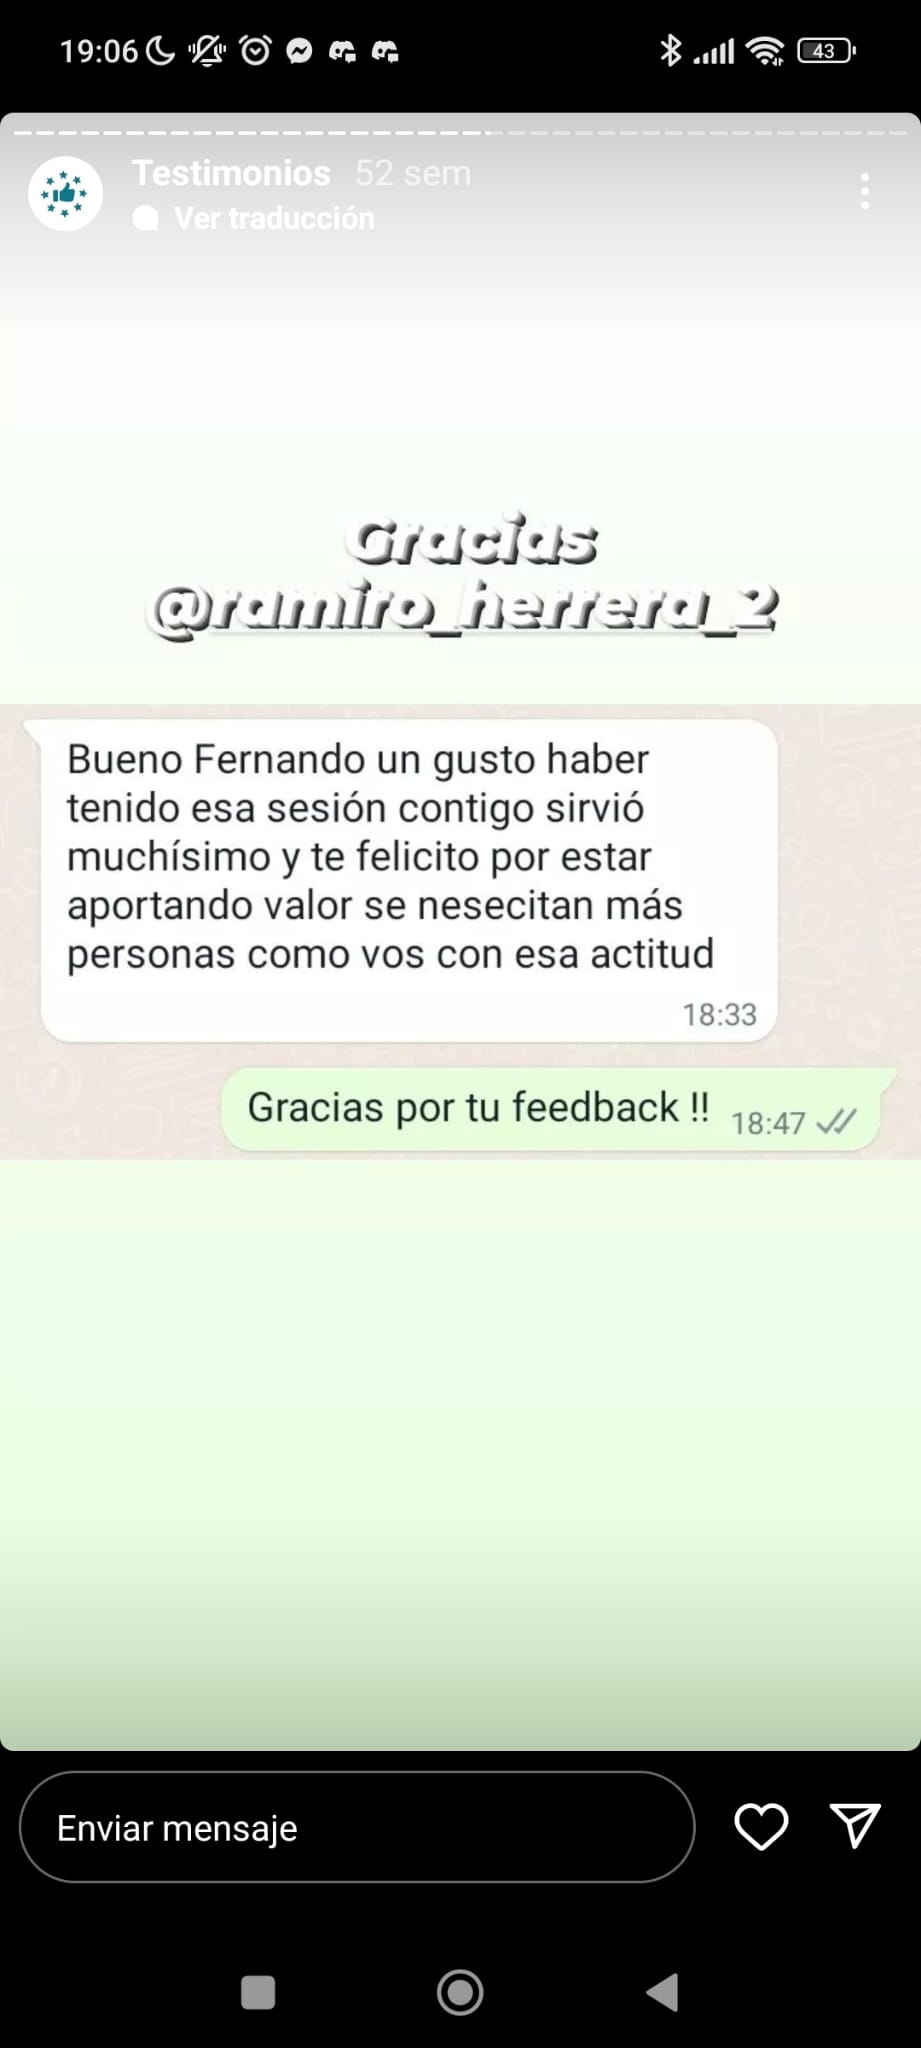 19:06
43
Testimonios 52 sem
Ver traducción
Gracias
@ramiro_herrera_2
Bueno Fernando un gusto haber
tenido esa sesión contigo sirvió
muchísimo y te felicito por estar
aportando valor se nesecitan más
personas como vos con esa actitud
18:33
Gracias por tu feedback !! 18:47
Enviar mensaje